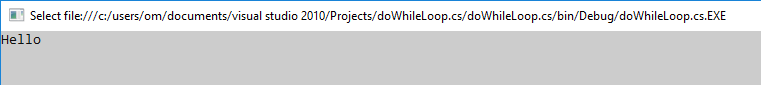 Select file:///c:/users/om/documents/visual studio 2010/Projects/doWhileLoop.cs/doWhileLoop.cs/bin/Debug/doWhileLoop.cs.EXE
Hello